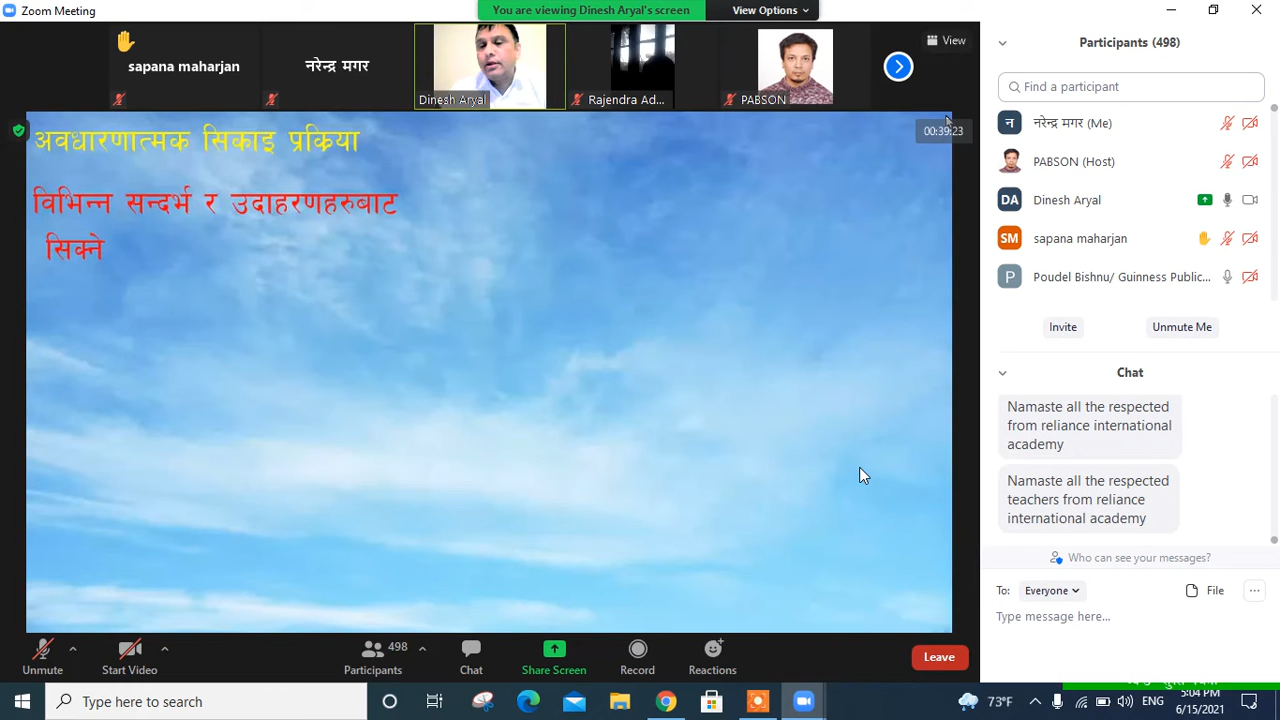 Zoom Meeting
You are viewing Dinesh Aryal's screen
View Options
sapana maharjan
नरेन्द्र मगर
Dinesh Aryal
Rajendra Ad...
PABSON
View
00:39:23
अवधारणात्मक सिकाइ प्रक्रिया
विभिन्न सन्दर्भ र उदाहरणहरुबाट
सिक्ने
Participants (498)
Find a participant
न नरेन्द्र मगर (Me)
PABSON (Host)
DA Dinesh Aryal
SM sapana maharjan
P Poudel Bishnu/ Guinness Public...
Invite
Unmute Me
Chat
Namaste all the respected
from reliance international
academy
Namaste all the respected
teachers from reliance
international academy
Who can see your messages?
To: Everyone
File
Type message here...
Unmute
Start Video
498
Participants
Chat
Share Screen
Record
Reactions
Leave
Type here to search
73°F
ENG
5:04 PM
6/15/2021